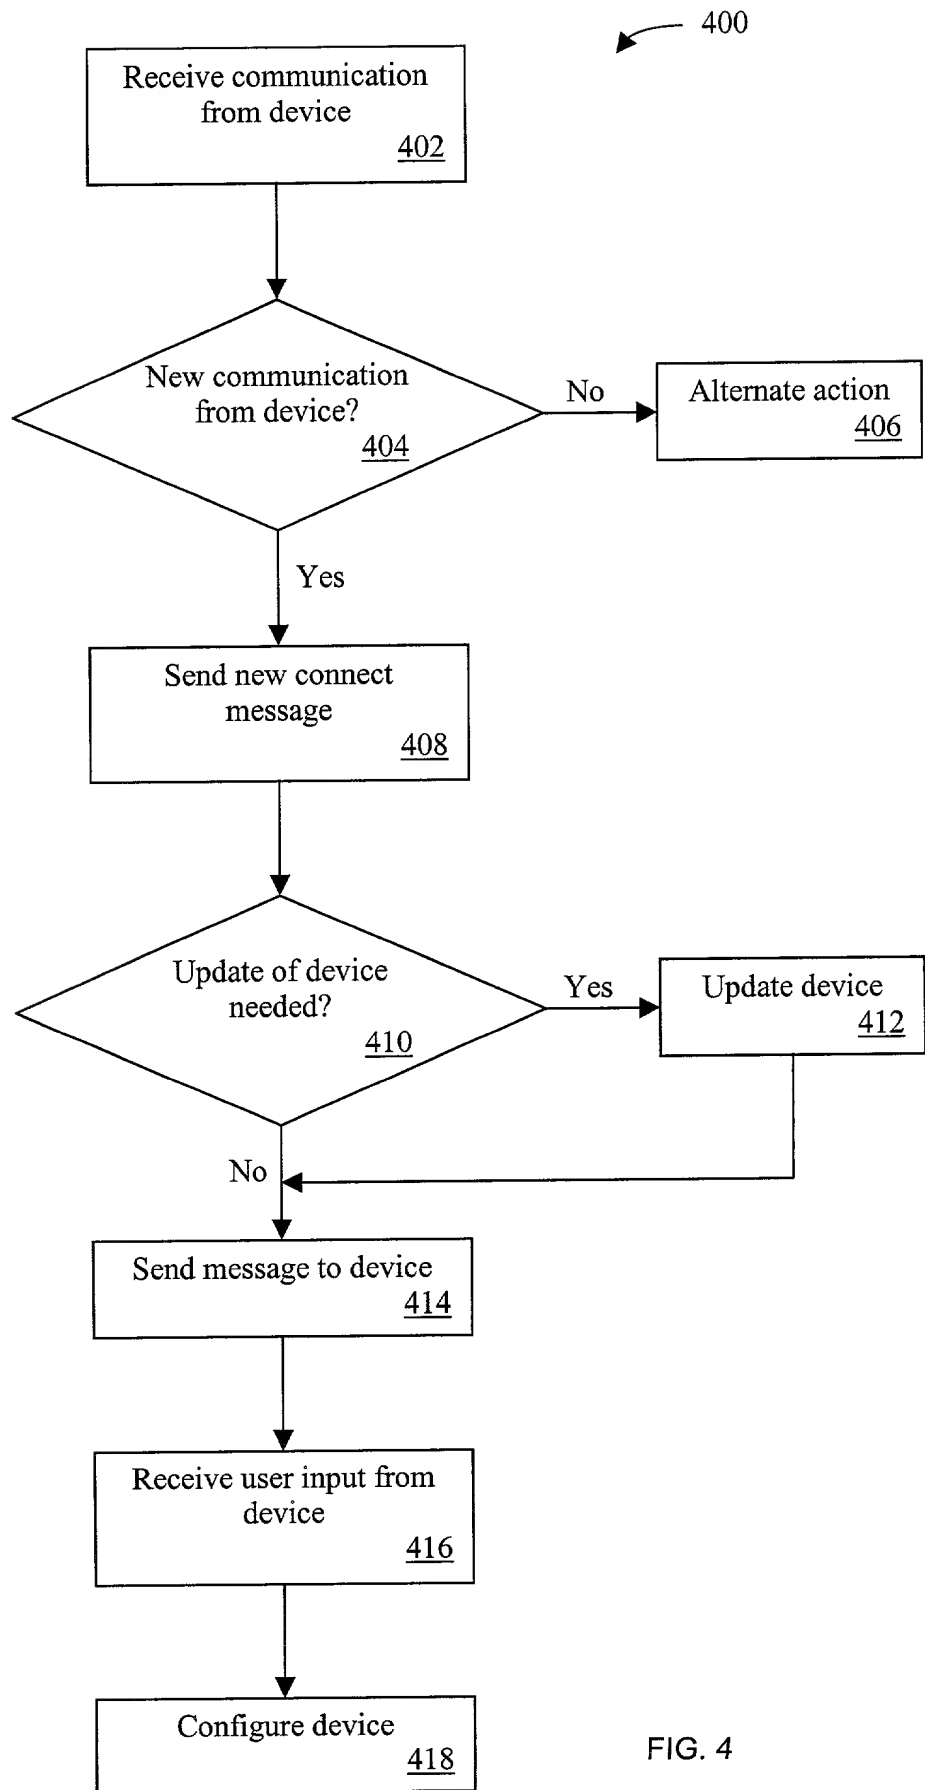 400
Receive communication
from device
402
New communication
from device?
404
No
Alternate action
406
Yes
Send new connect
message
408
Update of device
needed?
410
Yes
Update device
412
No
Send message to device
414
Receive user input from
device
416
Configure device
418
FIG. 4